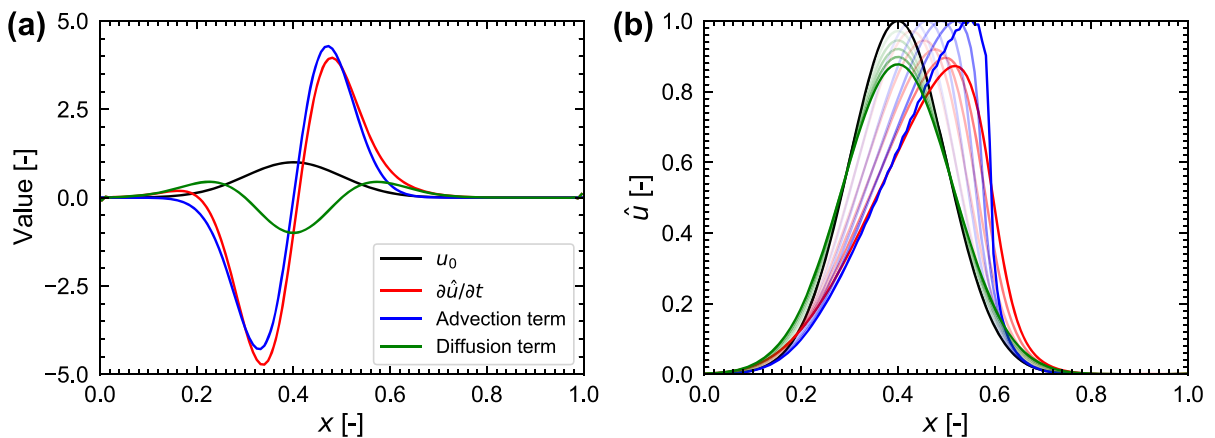 (a)
Value [-]
5.0
2.5
0.0
−2.5
−5.0
u₀
∂û/∂t
Advection term
Diffusion term
0.0 0.2 0.4 0.6 0.8 1.0
x [-]
(b)
û [-]
1.0
0.8
0.6
0.4
0.2
0.0
0.0 0.2 0.4 0.6 0.8 1.0
x [-]